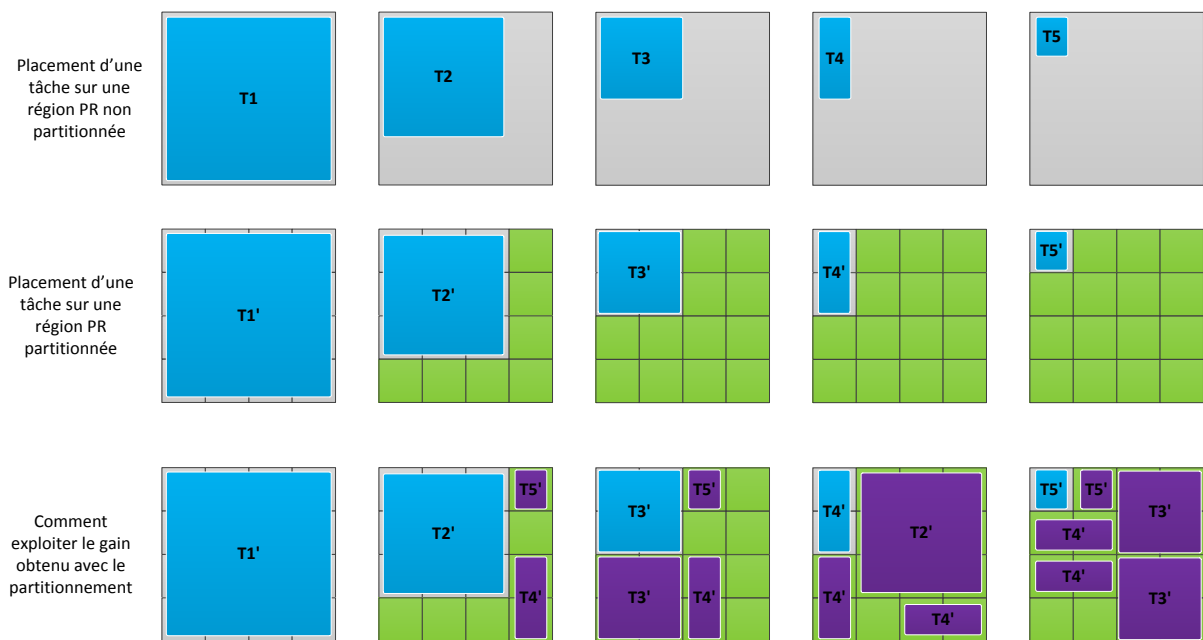 Placement d’une
tâche sur une
région PR non
partitionnée
T1
T2
T3
T4
T5
Placement d’une
tâche sur une
région PR
partitionnée
T1'
T2'
T3'
T4'
T5'
Comment
exploiter le gain
obtenu avec le
partitionnement
T1'
T2'
T5'
T4'
T3'
T5'
T3'
T4'
T4'
T2'
T4'
T4'
T5'
T5'
T3'
T4'
T4'
T3'